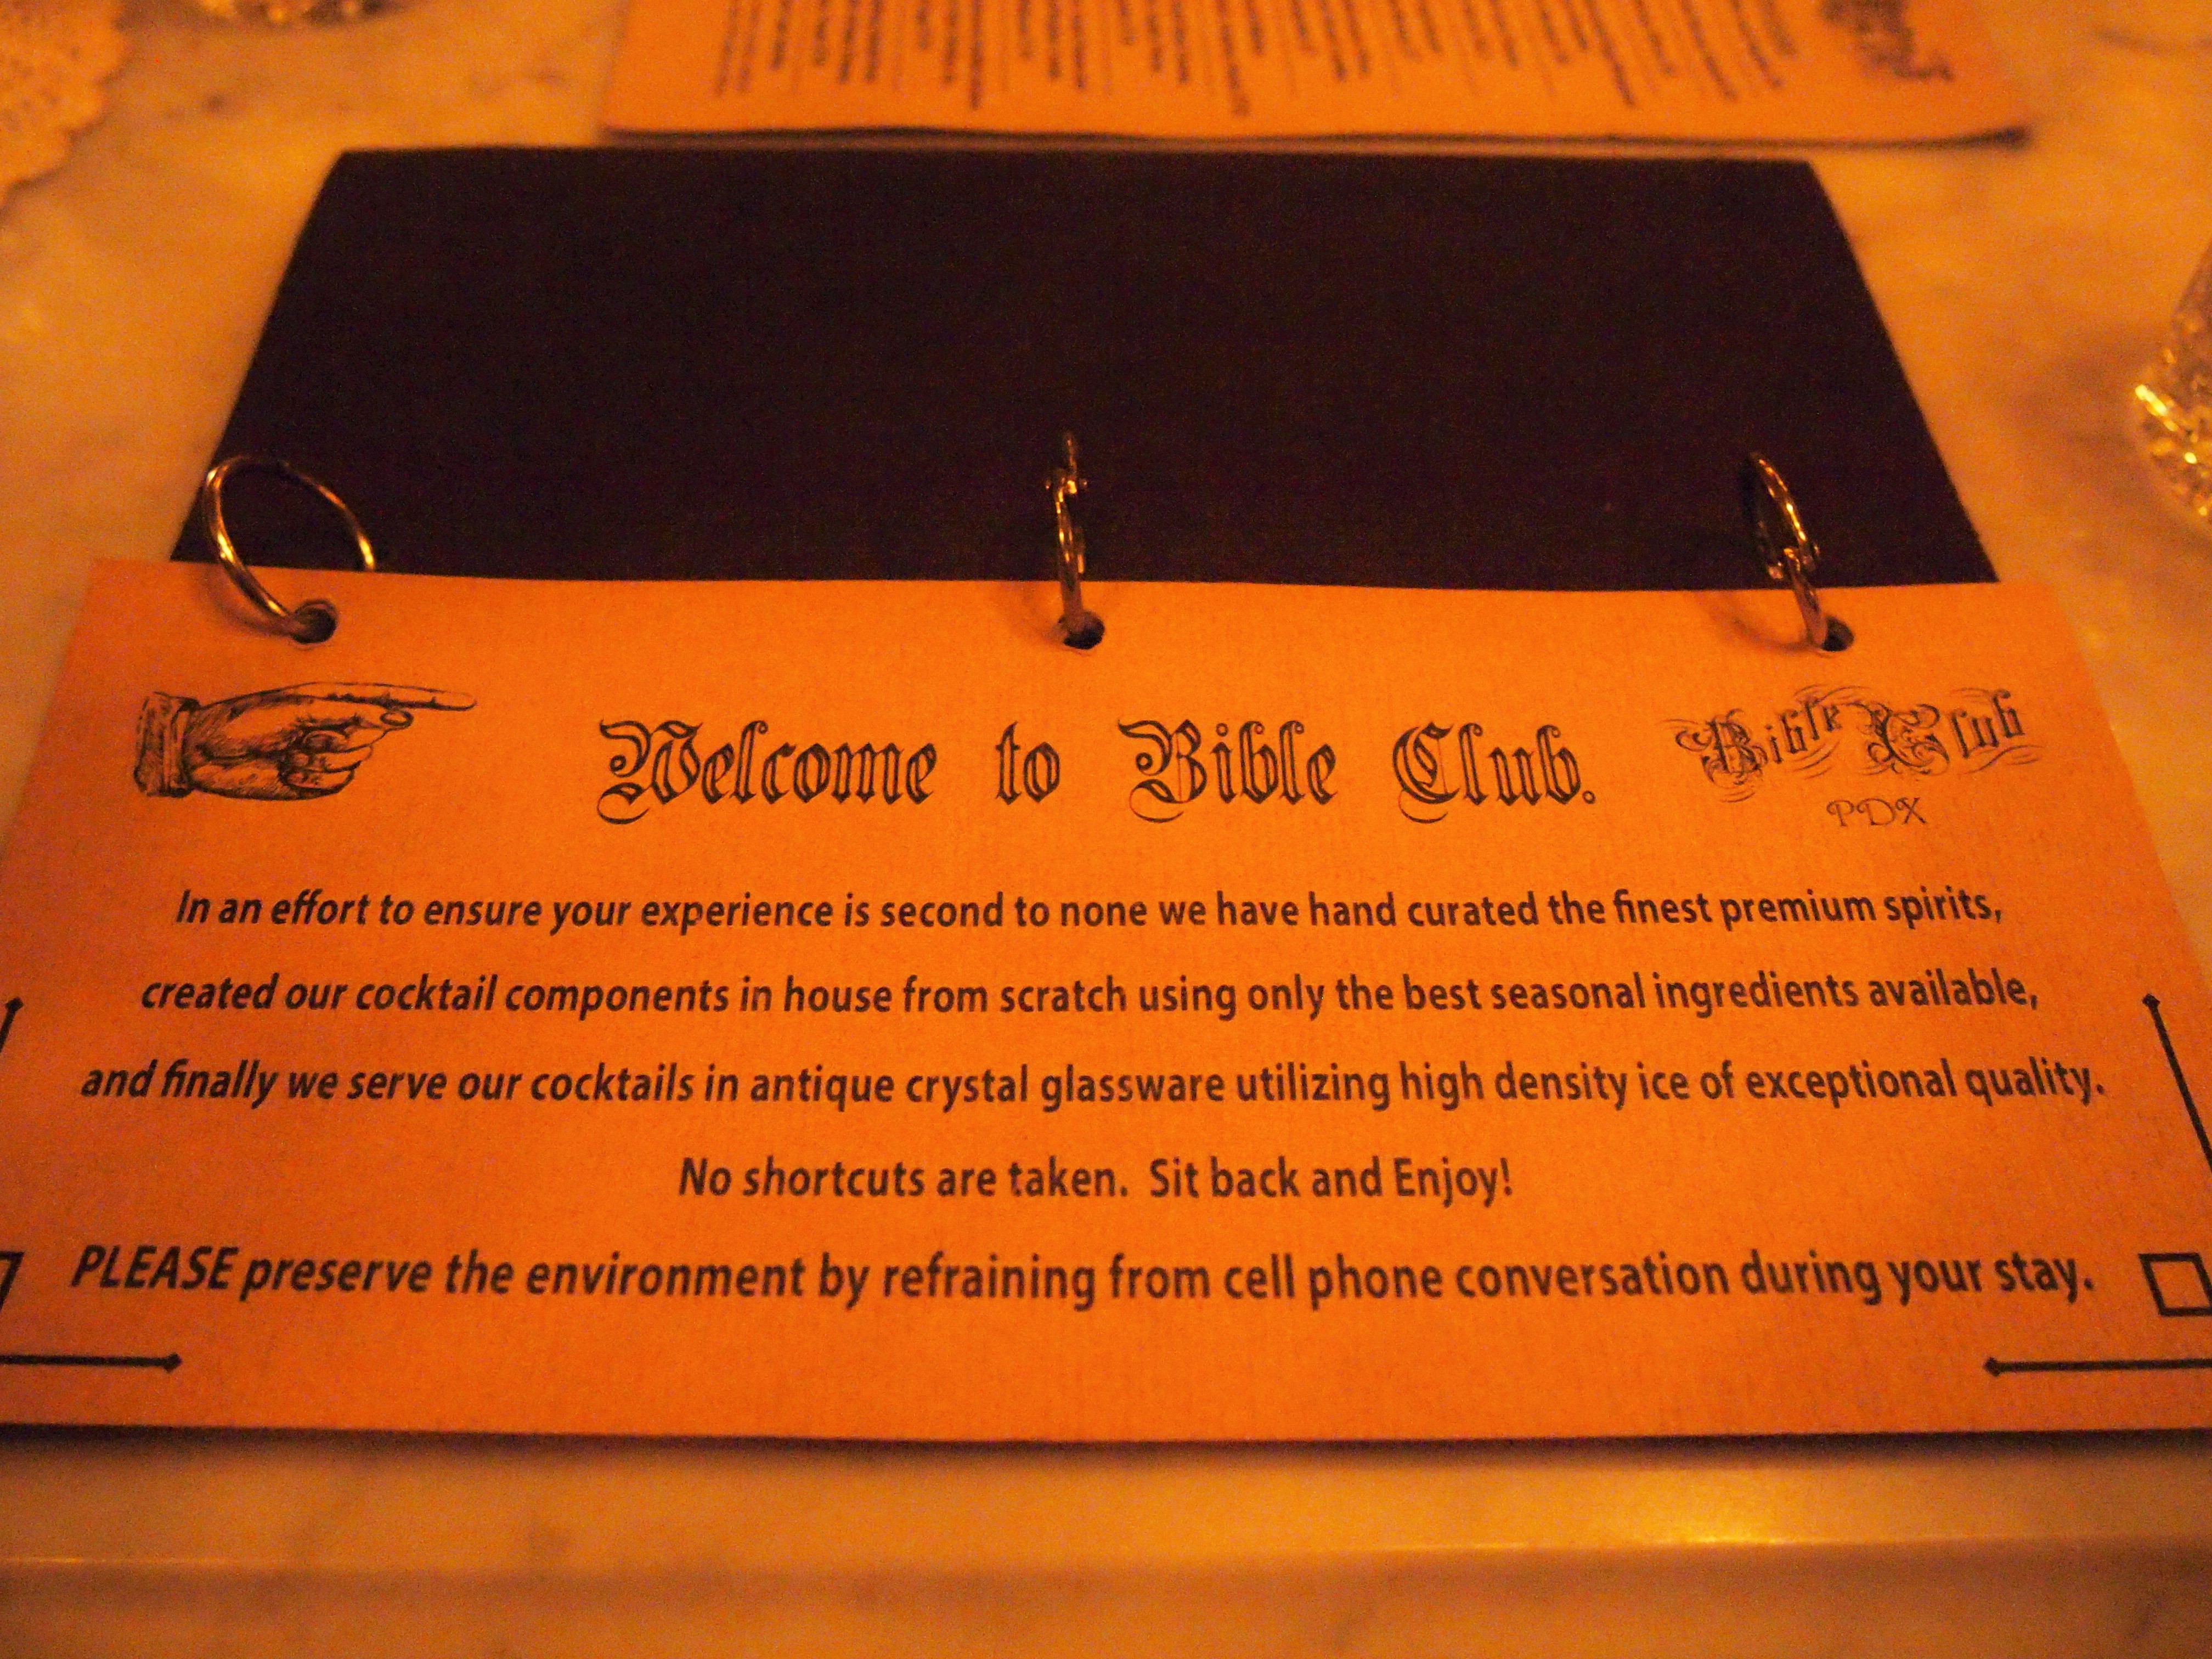 Welcome to Bible Club.
Bible Club
PDX
In an effort to ensure your experience is second to none we have hand curated the finest premium spirits,
created our cocktail components in house from scratch using only the best seasonal ingredients available,
and finally we serve our cocktails in antique crystal glassware utilizing high density ice of exceptional quality.
No shortcuts are taken. Sit back and Enjoy!
PLEASE preserve the environment by refraining from cell phone conversation during your stay.